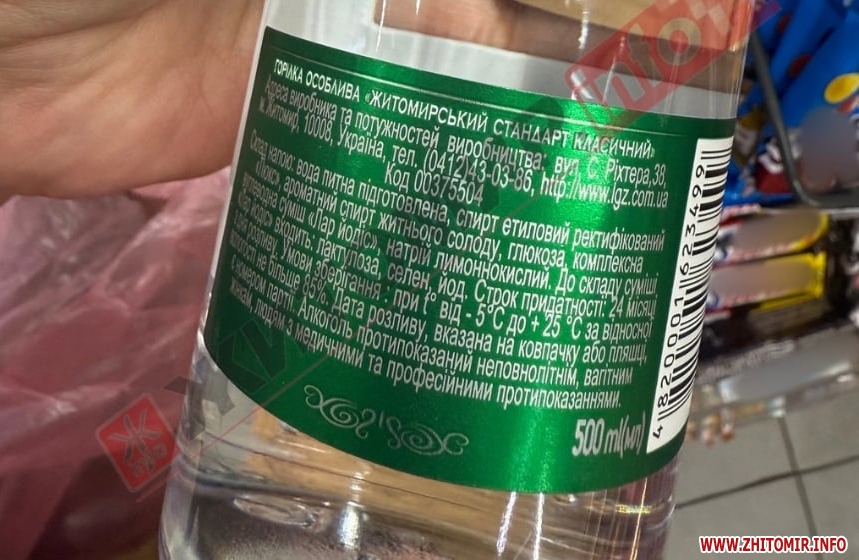 ГОРІЛКА ОСОБЛИВА «ЖИТОМИРСЬКИЙ СТАНДАРТ КЛАСИЧНИЙ»
Адреса виробника та потужностей виробництва: вул. С. Ріхтера,38,
м.Житомир, 10008, Україна, тел. (0412)43-03-86, http://www.lgz.com.ua
Код 00375504
Склад напою: вода питна підготовлена, спирт етиловий ректифікований
«Люкс», ароматний спирт житнього солоду, глюкоза, комплексна
вуглеводна суміш «Лар йодіс», натрій лимоннокислий. До складу суміші
«Лар йодіс» входить: лактулоза, селен, йод. Строк придатності: 24 місяці
з дати розливу. Умови зберігання : при t° від - 5°C до + 25 °C за відносної
вологості не більше 85%. Дата розливу, вказана на ковпачку або пляшці,
є номером партії. Алкоголь протипоказаний неповнолітнім, вагітним
жінкам, людям з медичними та професійними протипоказаннями.
500 ml(мл)
4 820001 623499
WWW.ZHITOMIR.INFO